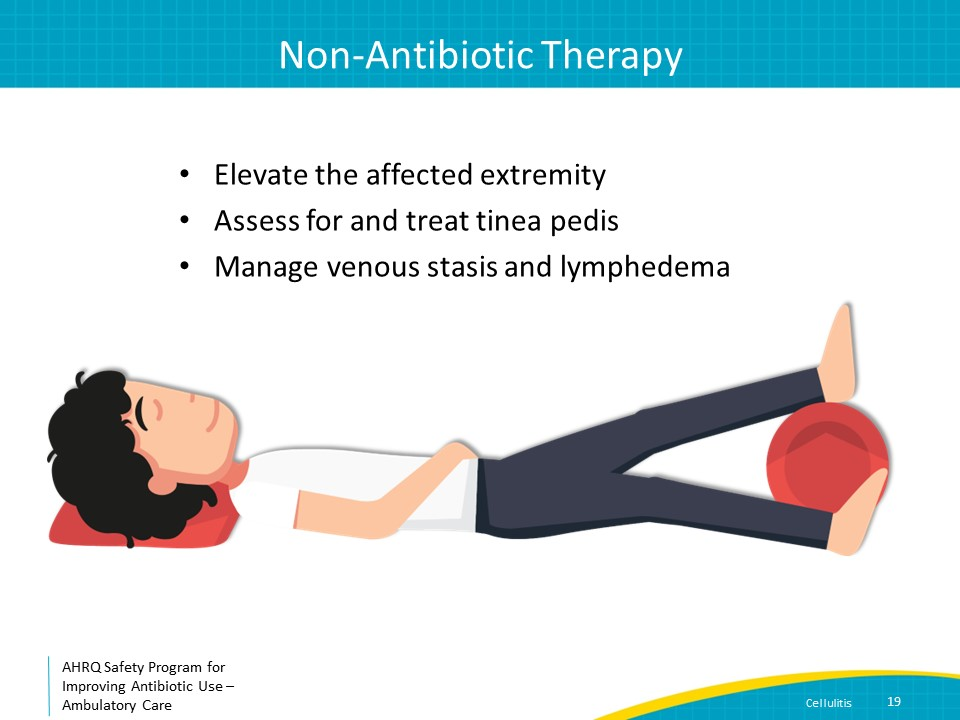 Non-Antibiotic Therapy
• Elevate the affected extremity
• Assess for and treat tinea pedis
• Manage venous stasis and lymphedema
AHRQ Safety Program for
Improving Antibiotic Use –
Ambulatory Care
Cellulitis 19